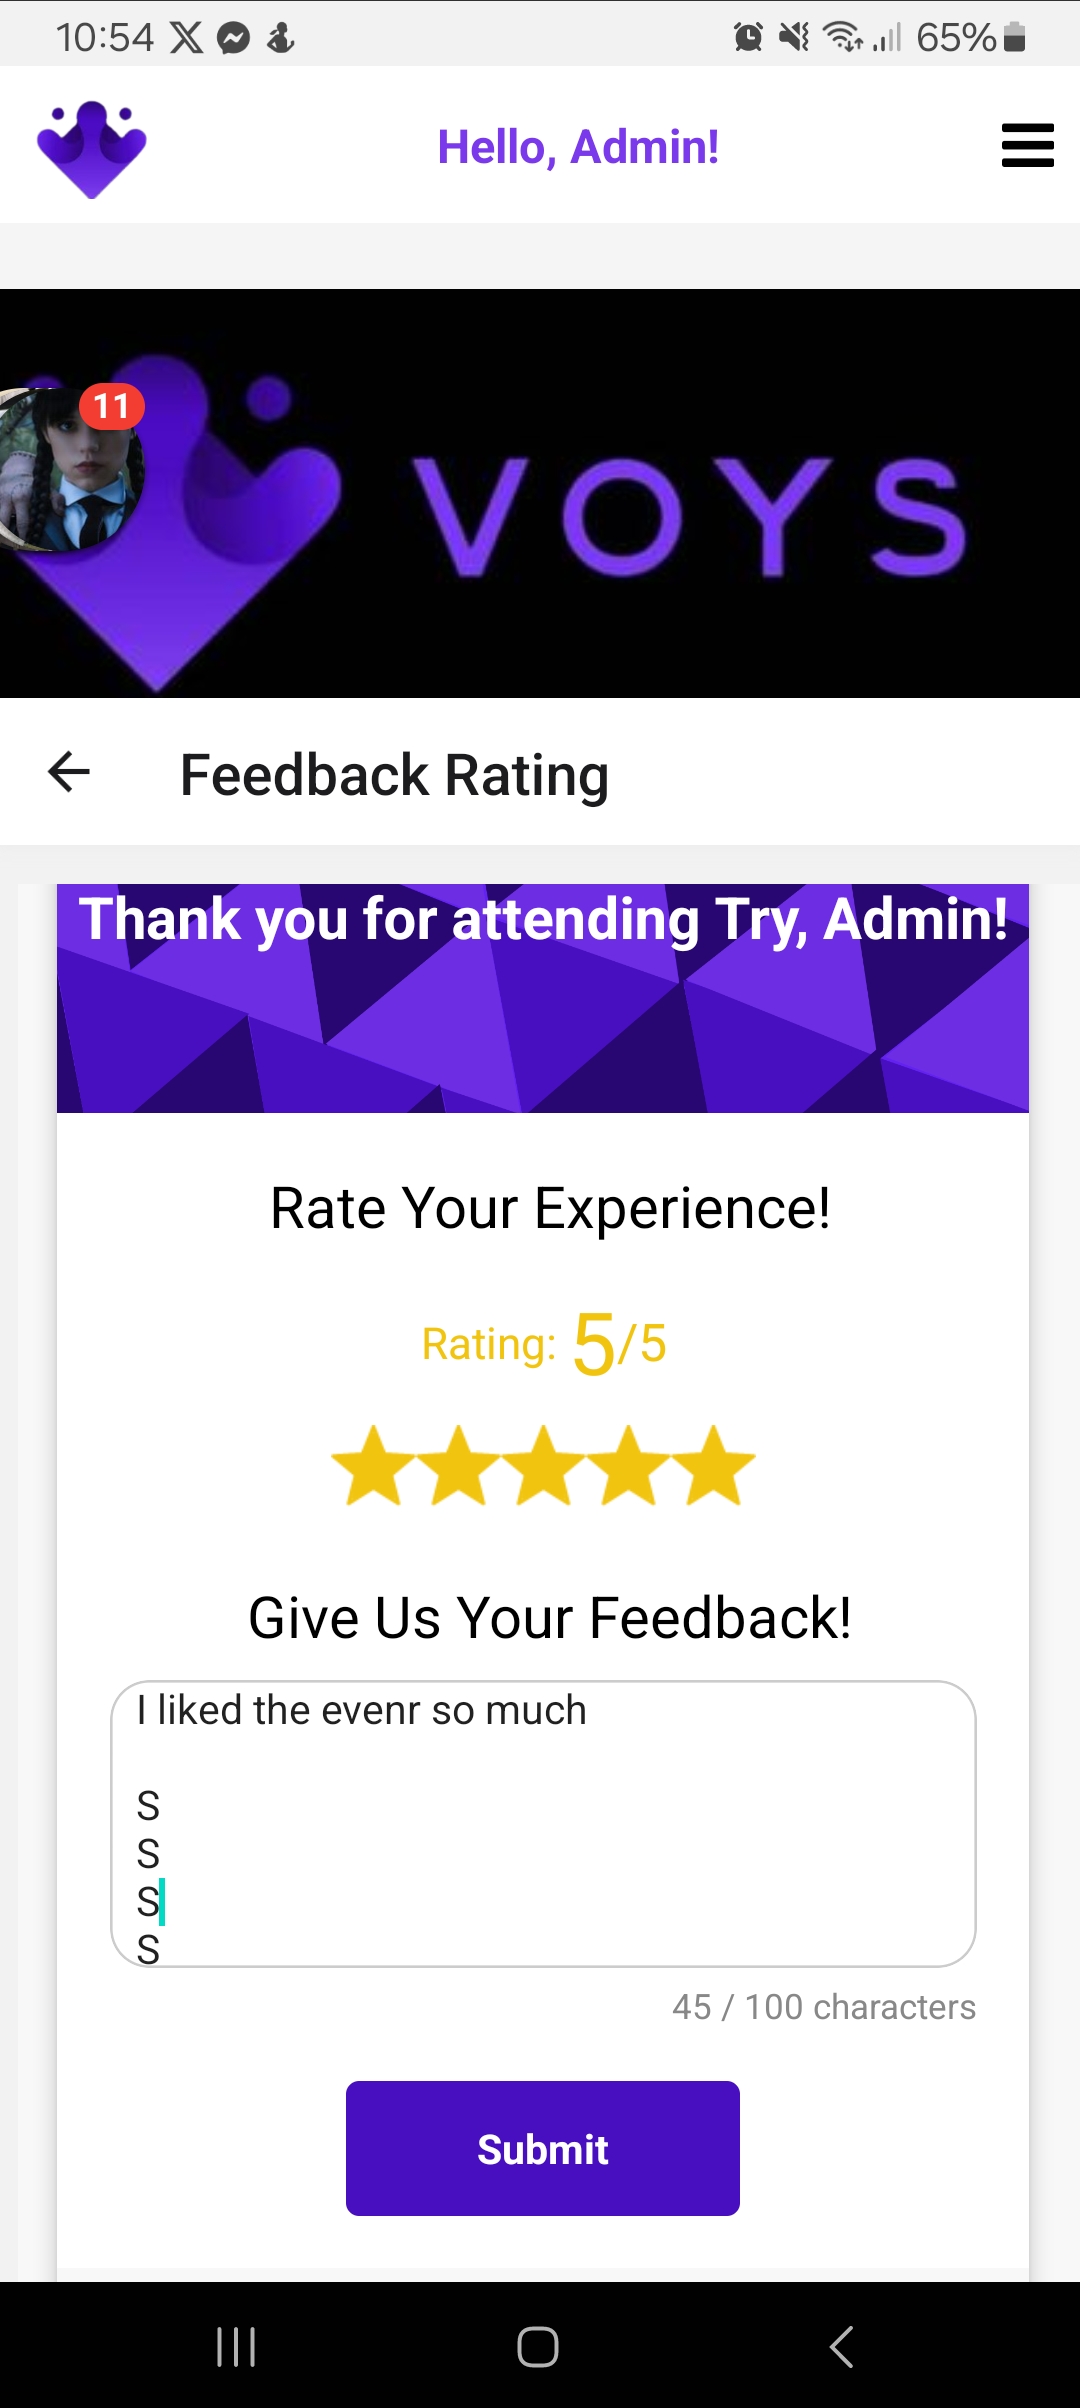 10:54
65%
Hello, Admin!
11
VOYS
Feedback Rating
Thank you for attending Try, Admin!
Rate Your Experience!
Rating: 5/5
Give Us Your Feedback!
I liked the evenr so much
S
S
S
S
45 / 100 characters
Submit